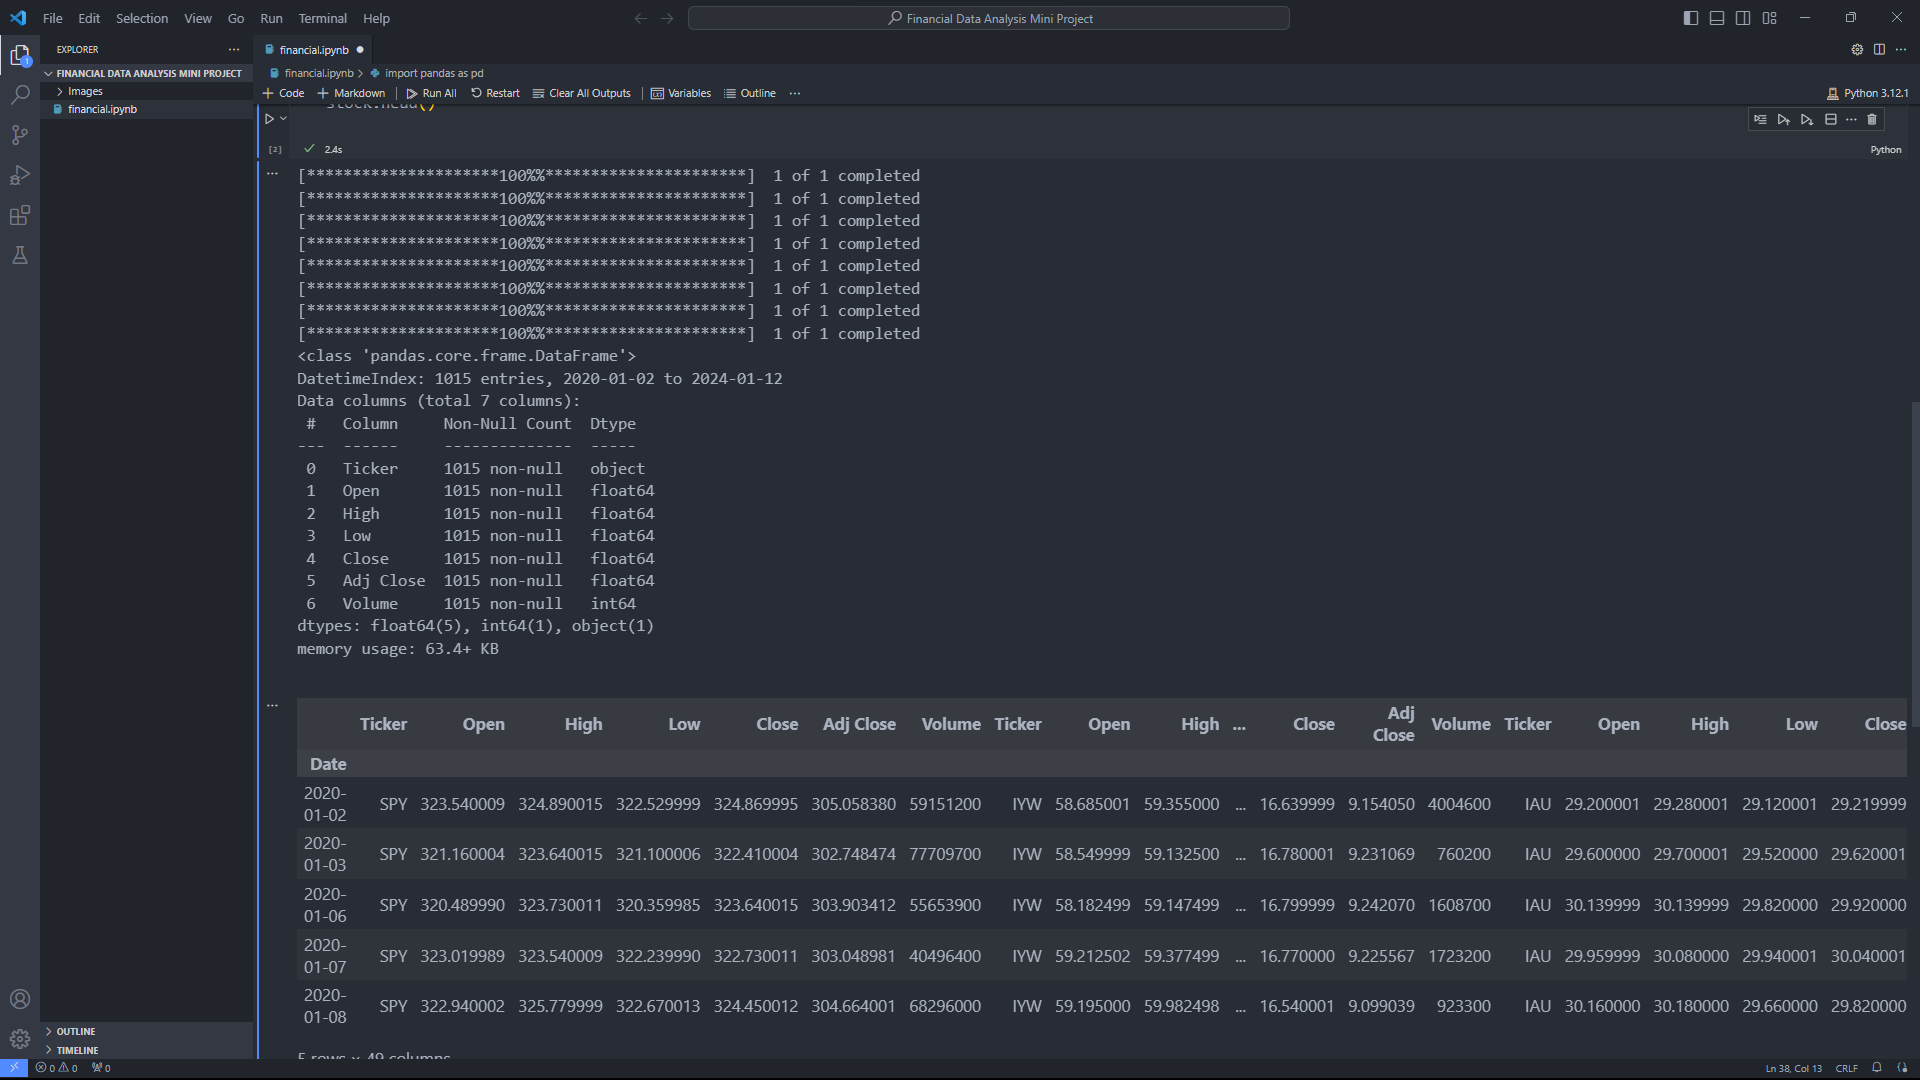 File Edit Selection View Go Run Terminal Help
Financial Data Analysis Mini Project
EXPLORER
FINANCIAL DATA ANALYSIS MINI PROJECT
Images
financial.ipynb
OUTLINE
TIMELINE
financial.ipynb
financial.ipynb > import pandas as pd
+ Code + Markdown | Run All Restart Clear All Outputs | Variables Outline ...
Python 3.12.1
stock.head()
[2] ✓ 2.4s
Python
[*********************100%%**********************]  1 of 1 completed
[*********************100%%**********************]  1 of 1 completed
[*********************100%%**********************]  1 of 1 completed
[*********************100%%**********************]  1 of 1 completed
[*********************100%%**********************]  1 of 1 completed
[*********************100%%**********************]  1 of 1 completed
[*********************100%%**********************]  1 of 1 completed
[*********************100%%**********************]  1 of 1 completed
<class 'pandas.core.frame.DataFrame'>
DatetimeIndex: 1015 entries, 2020-01-02 to 2024-01-12
Data columns (total 7 columns):
 #   Column     Non-Null Count  Dtype
---  ------     --------------  -----
 0   Ticker     1015 non-null   object
 1   Open       1015 non-null   float64
 2   High       1015 non-null   float64
 3   Low        1015 non-null   float64
 4   Close      1015 non-null   float64
 5   Adj Close  1015 non-null   float64
 6   Volume     1015 non-null   int64
dtypes: float64(5), int64(1), object(1)
memory usage: 63.4+ KB
Ticker Open High Low Close Adj Close Volume Ticker Open High ... Close Adj Close Volume Ticker Open High Low Close
Date
2020-01-02 SPY 323.540009 324.890015 322.529999 324.869995 305.058380 59151200 IYW 58.685001 59.355000 ... 16.639999 9.154050 4004600 IAU 29.200001 29.280001 29.120001 29.219999
2020-01-03 SPY 321.160004 323.640015 321.100006 322.410004 302.748474 77709700 IYW 58.549999 59.132500 ... 16.780001 9.231069 760200 IAU 29.600000 29.700001 29.520000 29.620001
2020-01-06 SPY 320.489990 323.730011 320.359985 323.640015 303.903412 55653900 IYW 58.182499 59.147499 ... 16.799999 9.242070 1608700 IAU 30.139999 30.139999 29.820000 29.920000
2020-01-07 SPY 323.019989 323.540009 322.239990 322.730011 303.048981 40496400 IYW 59.212502 59.377499 ... 16.770000 9.225567 1723200 IAU 29.959999 30.080000 29.940001 30.040001
2020-01-08 SPY 322.940002 325.779999 322.670013 324.450012 304.664001 68296000 IYW 59.195000 59.982498 ... 16.540001 9.099039 923300 IAU 30.160000 30.180000 29.660000 29.820000
5 rows × 49 columns
0 0 0
Ln 38, Col 13 CRLF